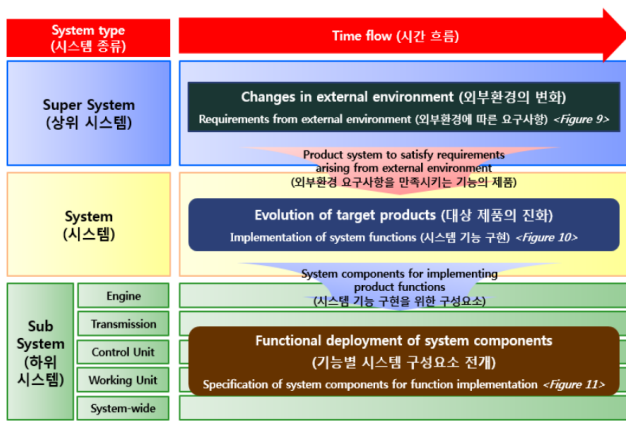 System type
(시스템 종류)
Time flow (시간 흐름)
Super System
(상위 시스템)
Changes in external environment (외부환경의 변화)
Requirements from external environment (외부환경에 따른 요구사항) <Figure 9>
Product system to satisfy requirements
arising from external environment
(외부환경 요구사항을 만족시키는 기능의 제품)
System
(시스템)
Evolution of target products (대상 제품의 진화)
Implementation of system functions (시스템 기능 구현) <Figure 10>
System components for implementing
product functions
(시스템 기능 구현을 위한 구성요소)
Sub
System
(하위
시스템)
Engine
Transmission
Control Unit
Working Unit
System-wide
Functional deployment of system components
(기능별 시스템 구성요소 전개)
Specification of system components for function implementation <Figure 11>